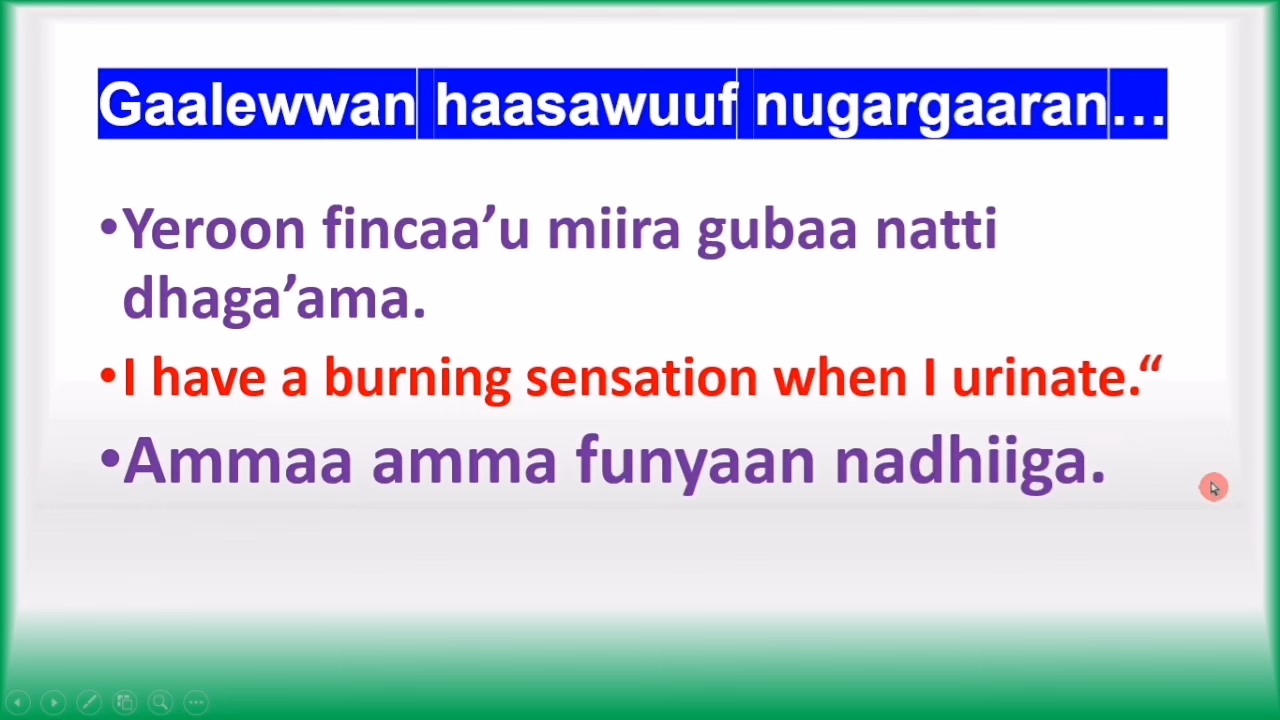 Gaalewwan haasawuuf nugargaaran...
•Yeroon fincaa’u miira gubaa natti
dhaga’ama.
•I have a burning sensation when I urinate.“
•Ammaa amma funyaan nadhiiga.